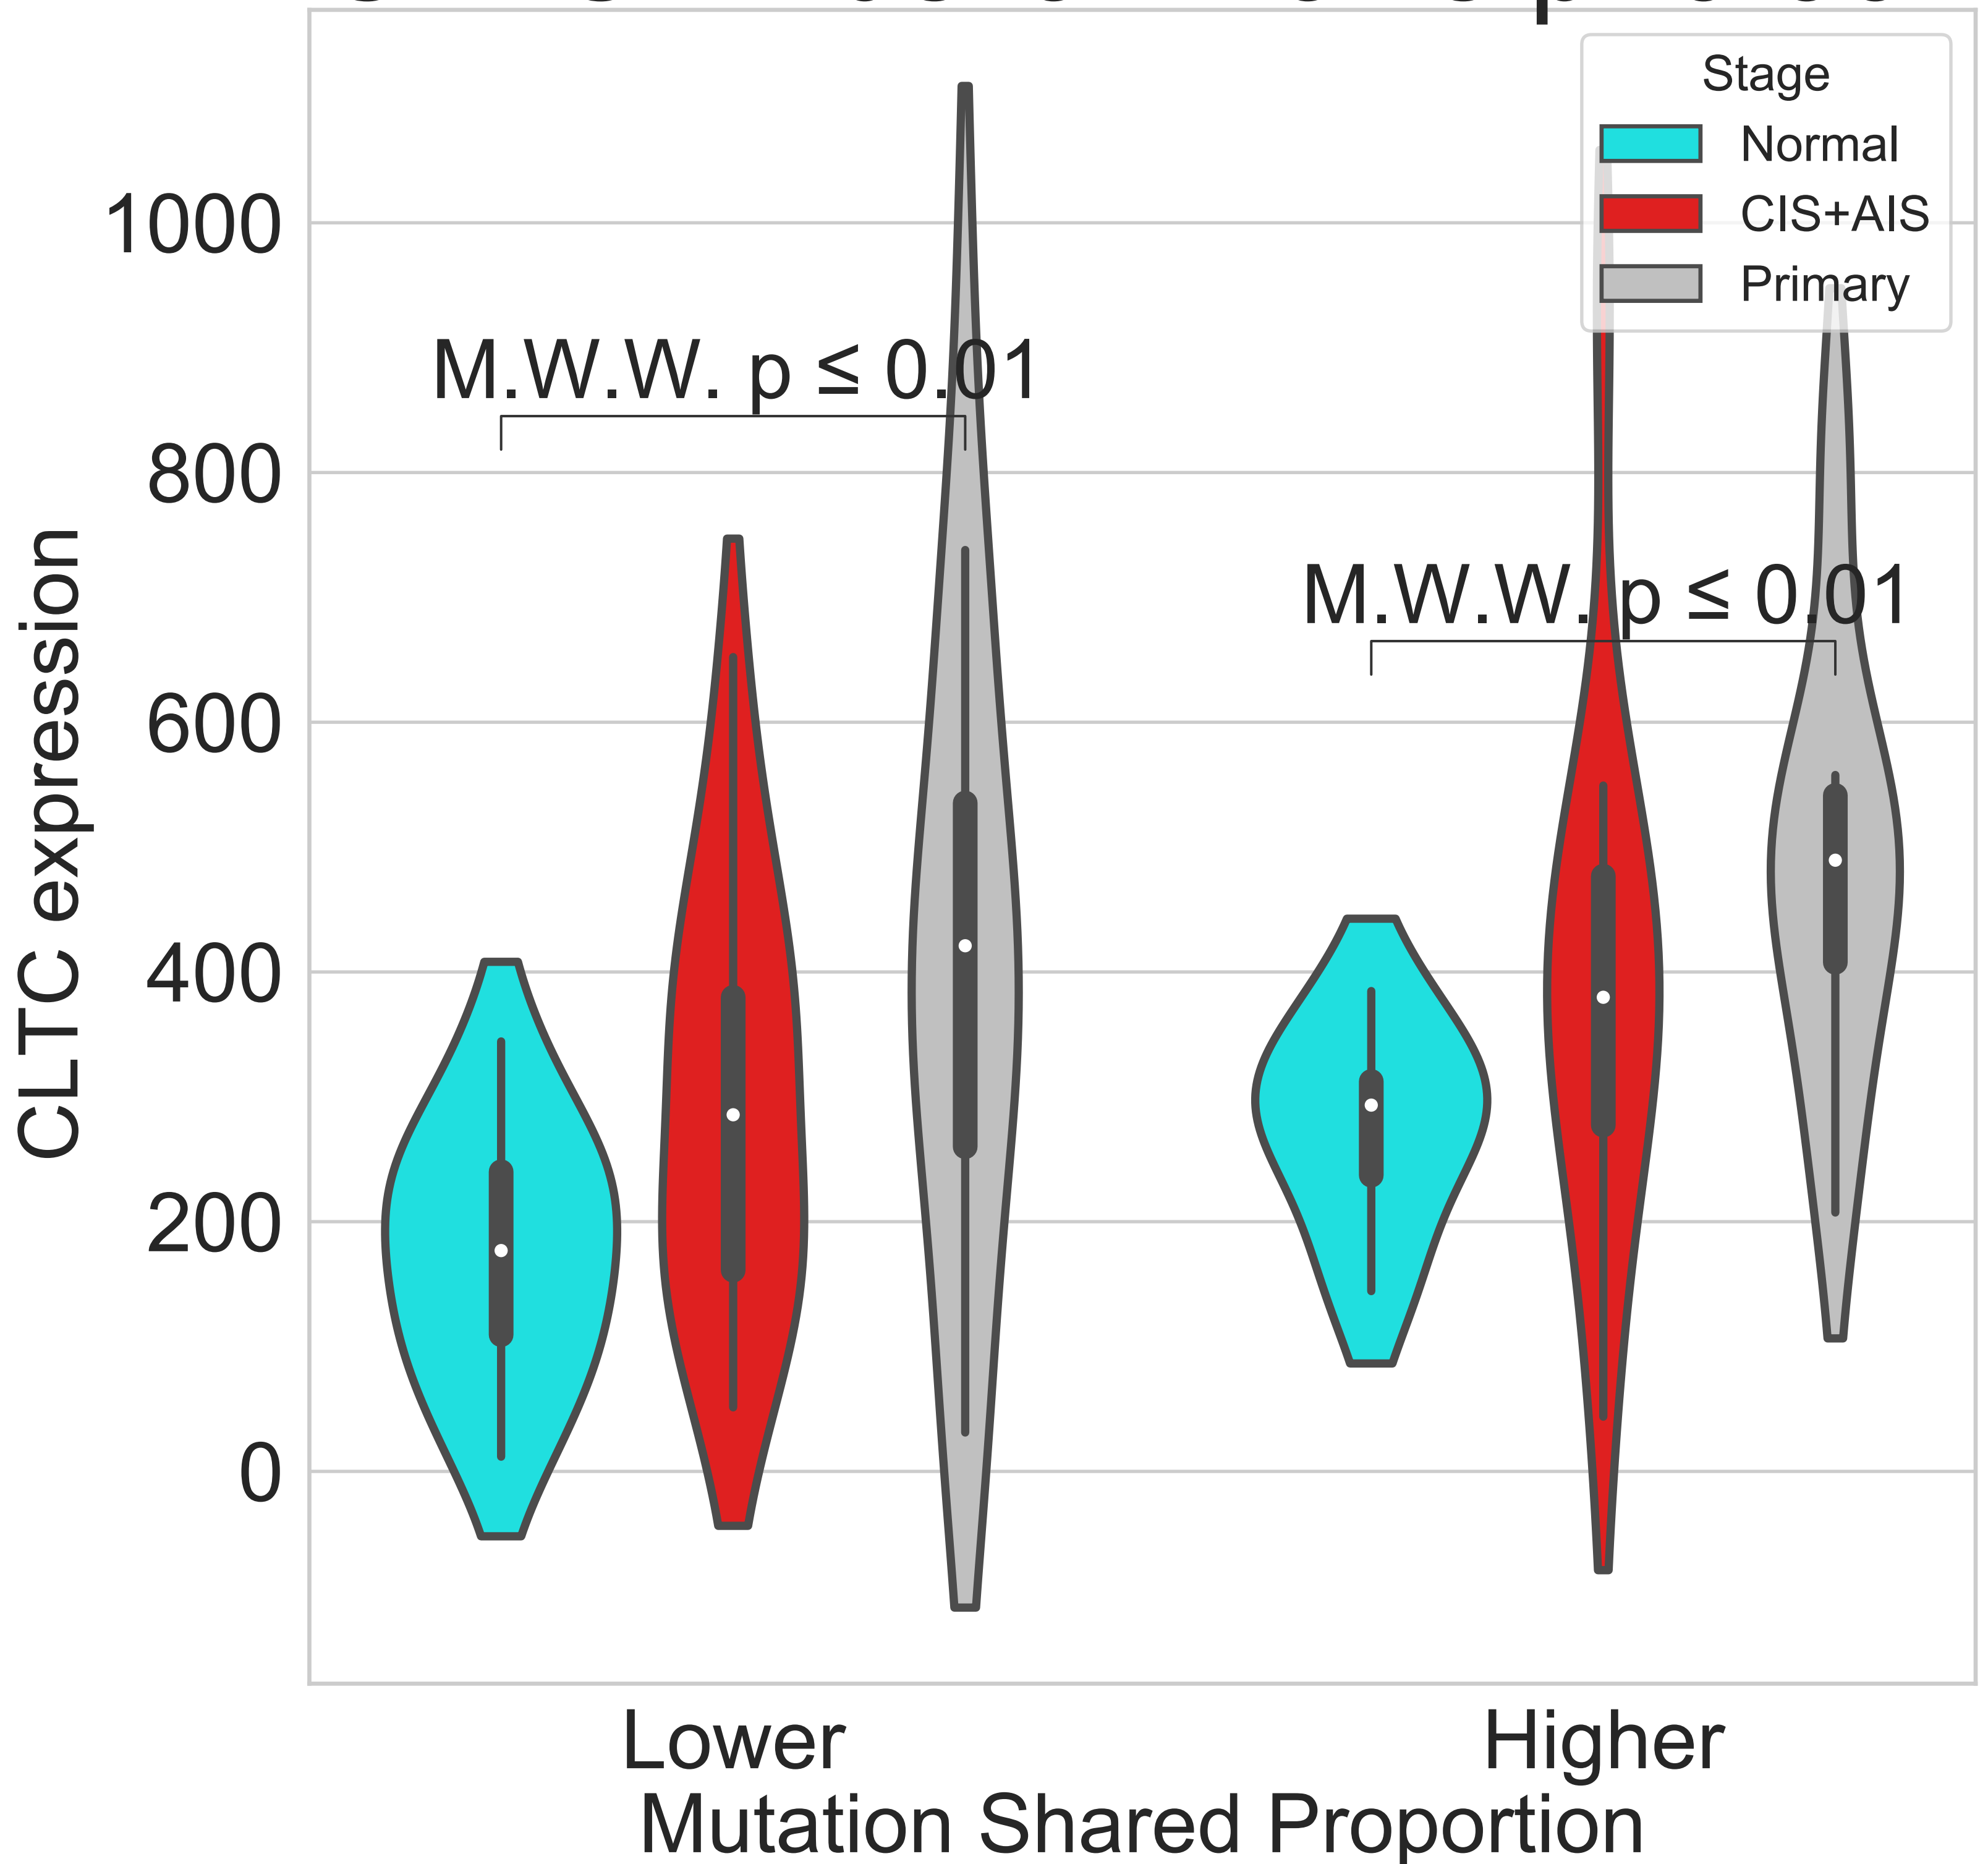 Stage
Normal
CIS+AIS
Primary
1000
800
600
400
200
0
CLTC expression
M.W.W. p ≤ 0.01
M.W.W. p ≤ 0.01
Lower
Higher
Mutation Shared Proportion